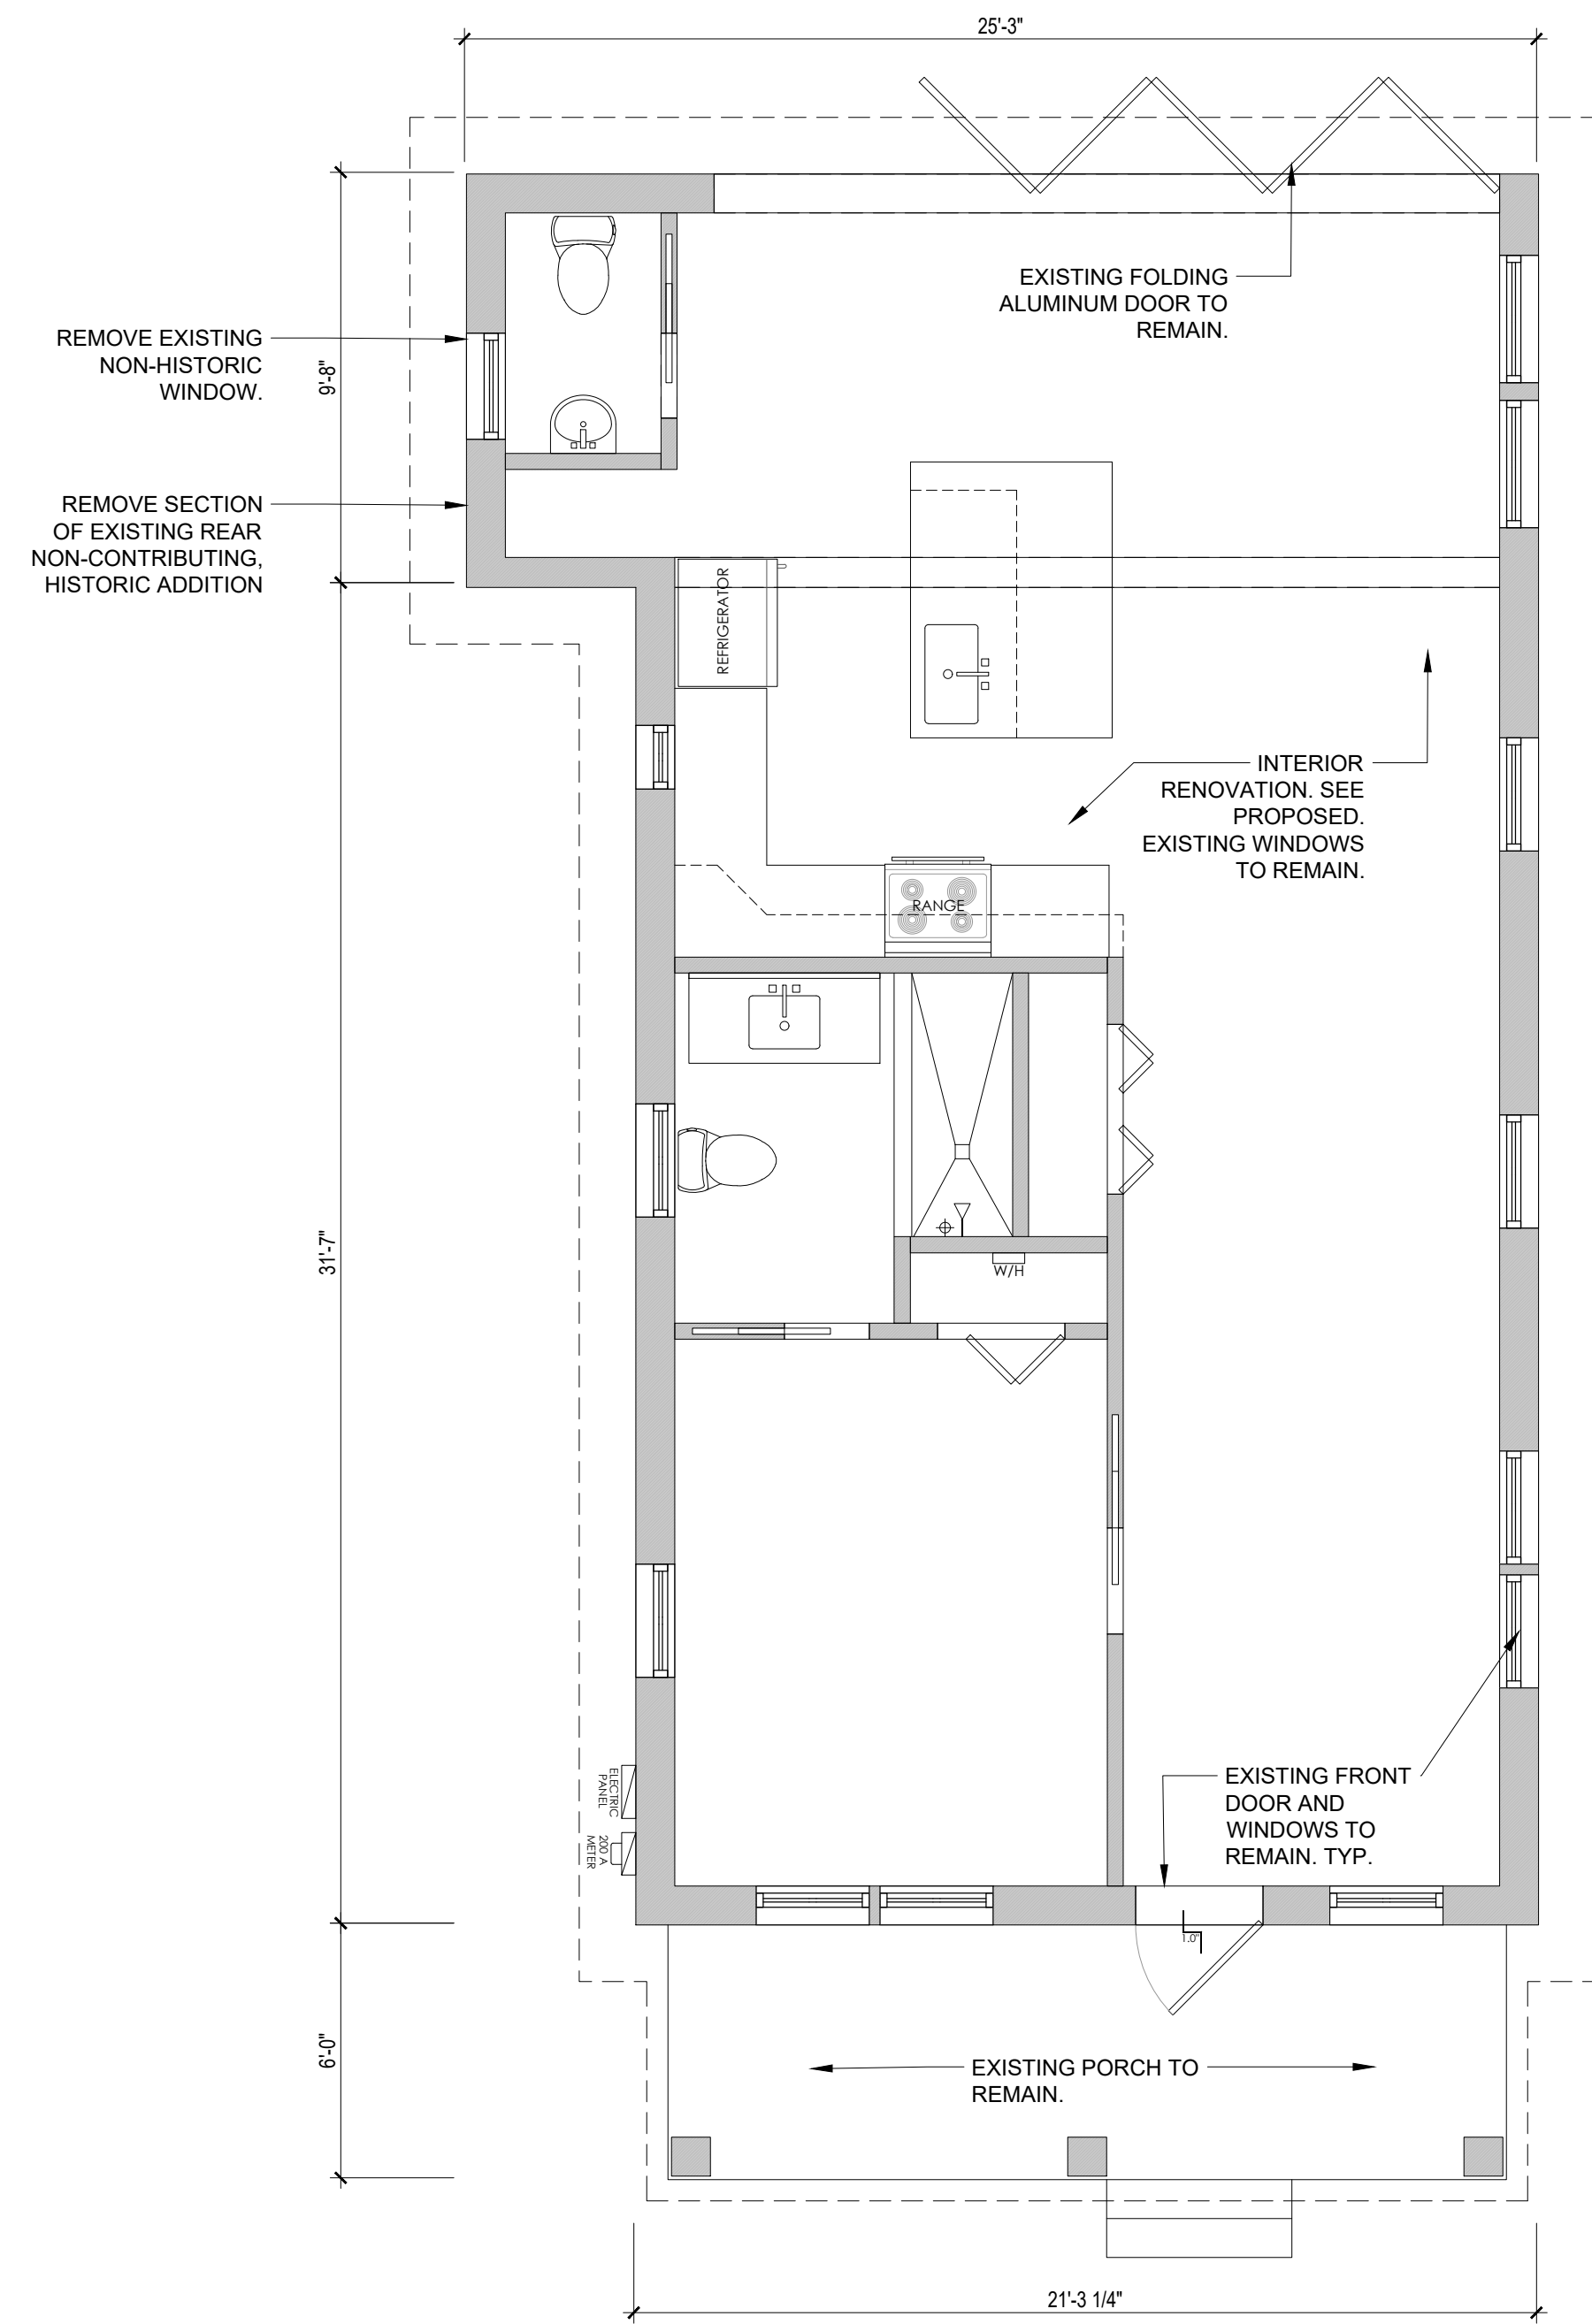 25'-3"
EXISTING FOLDING
ALUMINUM DOOR TO
REMAIN.
REMOVE EXISTING
NON-HISTORIC
WINDOW.
9'-8"
REMOVE SECTION
OF EXISTING REAR
NON-CONTRIBUTING,
HISTORIC ADDITION
REFRIGERATOR
INTERIOR
RENOVATION. SEE
PROPOSED.
EXISTING WINDOWS
TO REMAIN.
RANGE
31'-7"
W/H
ELECTRIC
PANEL
200 A
METER
EXISTING FRONT
DOOR AND
WINDOWS TO
REMAIN. TYP.
1.0"
6'-0"
EXISTING PORCH TO
REMAIN.
21'-3 1/4"